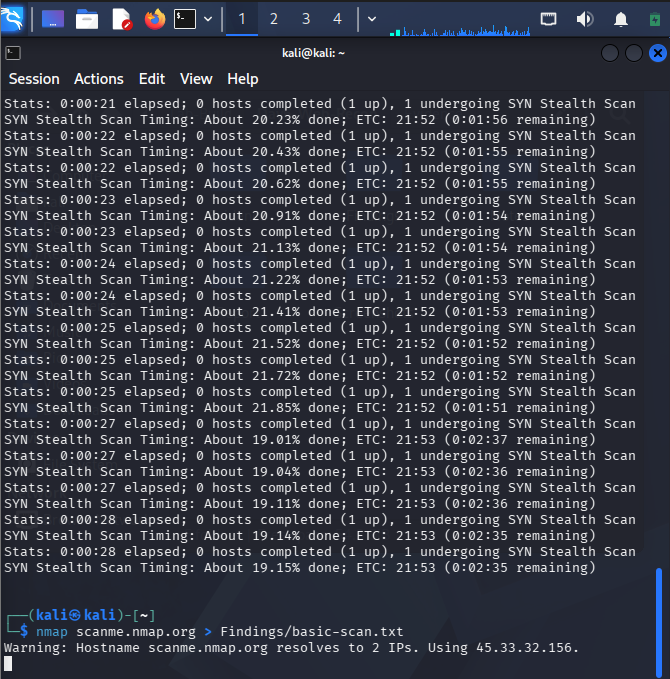 1 2 3 4
kali@kali: ~
Session Actions Edit View Help
Stats: 0:00:21 elapsed; 0 hosts completed (1 up), 1 undergoing SYN Stealth Scan
SYN Stealth Scan Timing: About 20.23% done; ETC: 21:52 (0:01:56 remaining)
Stats: 0:00:22 elapsed; 0 hosts completed (1 up), 1 undergoing SYN Stealth Scan
SYN Stealth Scan Timing: About 20.43% done; ETC: 21:52 (0:01:55 remaining)
Stats: 0:00:22 elapsed; 0 hosts completed (1 up), 1 undergoing SYN Stealth Scan
SYN Stealth Scan Timing: About 20.62% done; ETC: 21:52 (0:01:55 remaining)
Stats: 0:00:23 elapsed; 0 hosts completed (1 up), 1 undergoing SYN Stealth Scan
SYN Stealth Scan Timing: About 20.91% done; ETC: 21:52 (0:01:54 remaining)
Stats: 0:00:23 elapsed; 0 hosts completed (1 up), 1 undergoing SYN Stealth Scan
SYN Stealth Scan Timing: About 21.13% done; ETC: 21:52 (0:01:54 remaining)
Stats: 0:00:24 elapsed; 0 hosts completed (1 up), 1 undergoing SYN Stealth Scan
SYN Stealth Scan Timing: About 21.22% done; ETC: 21:52 (0:01:53 remaining)
Stats: 0:00:24 elapsed; 0 hosts completed (1 up), 1 undergoing SYN Stealth Scan
SYN Stealth Scan Timing: About 21.41% done; ETC: 21:52 (0:01:53 remaining)
Stats: 0:00:25 elapsed; 0 hosts completed (1 up), 1 undergoing SYN Stealth Scan
SYN Stealth Scan Timing: About 21.52% done; ETC: 21:52 (0:01:52 remaining)
Stats: 0:00:25 elapsed; 0 hosts completed (1 up), 1 undergoing SYN Stealth Scan
SYN Stealth Scan Timing: About 21.72% done; ETC: 21:52 (0:01:52 remaining)
Stats: 0:00:25 elapsed; 0 hosts completed (1 up), 1 undergoing SYN Stealth Scan
SYN Stealth Scan Timing: About 21.85% done; ETC: 21:52 (0:01:51 remaining)
Stats: 0:00:27 elapsed; 0 hosts completed (1 up), 1 undergoing SYN Stealth Scan
SYN Stealth Scan Timing: About 19.01% done; ETC: 21:53 (0:02:37 remaining)
Stats: 0:00:27 elapsed; 0 hosts completed (1 up), 1 undergoing SYN Stealth Scan
SYN Stealth Scan Timing: About 19.04% done; ETC: 21:53 (0:02:36 remaining)
Stats: 0:00:27 elapsed; 0 hosts completed (1 up), 1 undergoing SYN Stealth Scan
SYN Stealth Scan Timing: About 19.11% done; ETC: 21:53 (0:02:36 remaining)
Stats: 0:00:28 elapsed; 0 hosts completed (1 up), 1 undergoing SYN Stealth Scan
SYN Stealth Scan Timing: About 19.14% done; ETC: 21:53 (0:02:35 remaining)
Stats: 0:00:28 elapsed; 0 hosts completed (1 up), 1 undergoing SYN Stealth Scan
SYN Stealth Scan Timing: About 19.15% done; ETC: 21:53 (0:02:35 remaining)
┌──(kali㉿kali)-[~]
└─$ nmap scanme.nmap.org > Findings/basic-scan.txt
Warning: Hostname scanme.nmap.org resolves to 2 IPs. Using 45.33.32.156.